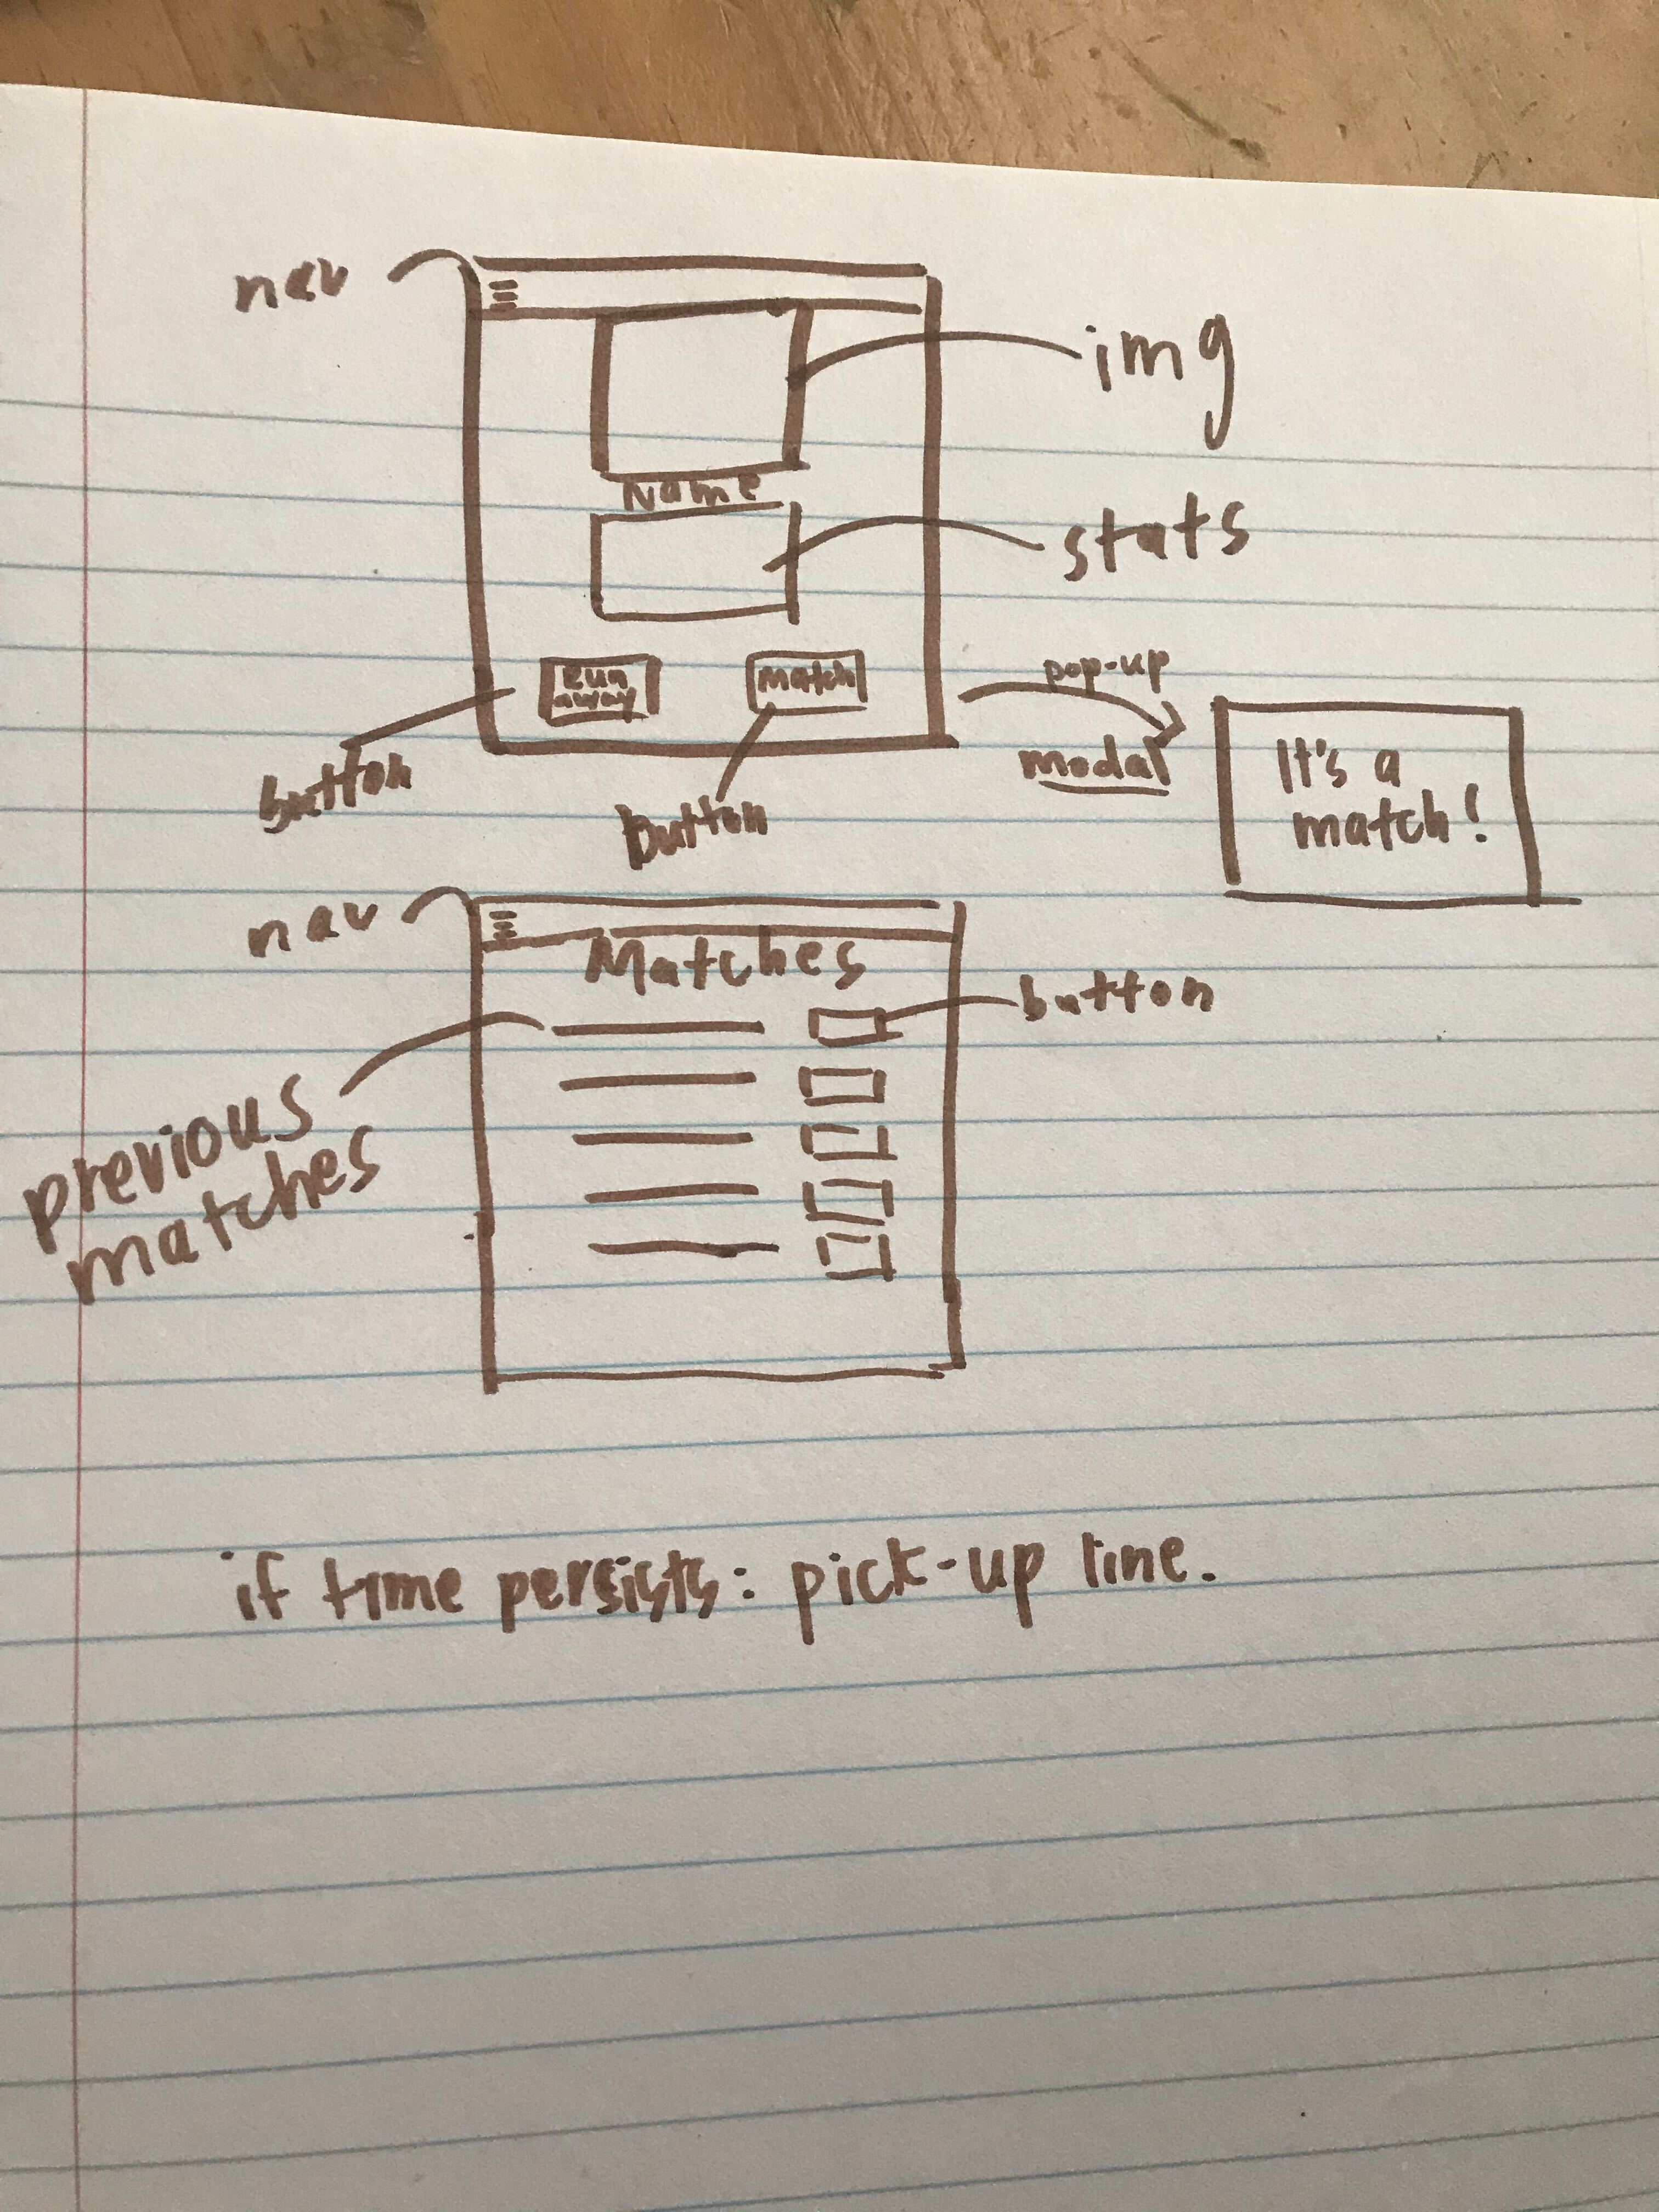 nav
img
Name
stats
Run
away
match
button
button
pop-up
modal
It's a
match!
nav
Matches
button
previous
matches
if time persists: pick-up line.